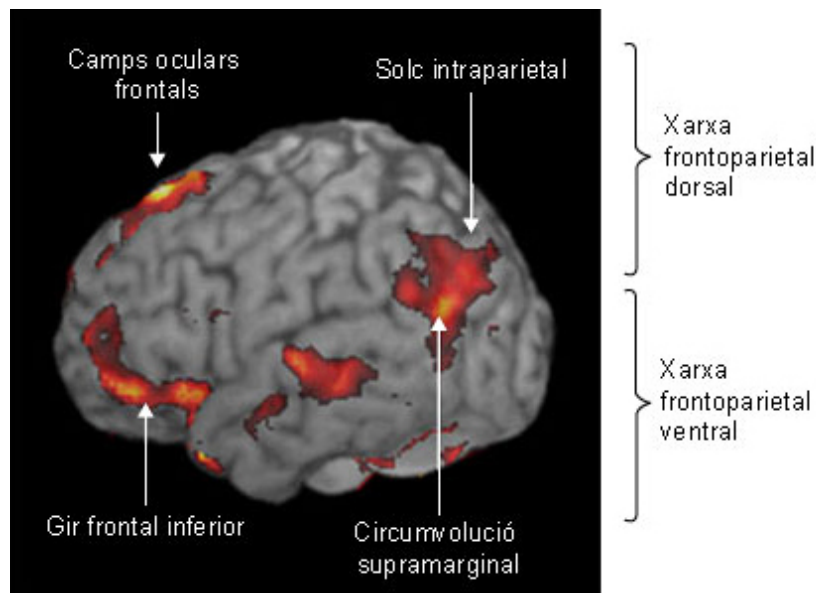 Camps oculars
frontals
Solc intraparietal
Xarxa
frontoparietal
dorsal
Xarxa
frontoparietal
ventral
Gir frontal inferior
Circumvolució
supramarginal